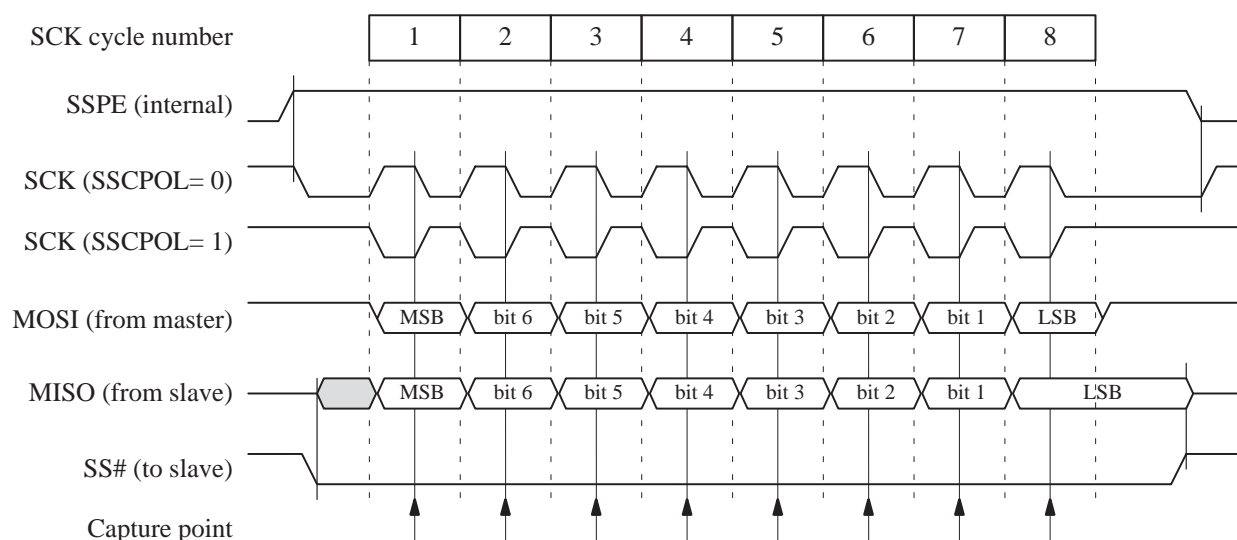 SCK cycle number 1 2 3 4 5 6 7 8
SSPE (internal)
SCK (SSCPOL= 0)
SCK (SSCPOL= 1)
MOSI (from master) MSB bit 6 bit 5 bit 4 bit 3 bit 2 bit 1 LSB
MISO (from slave) MSB bit 6 bit 5 bit 4 bit 3 bit 2 bit 1 LSB
SS# (to slave)
Capture point